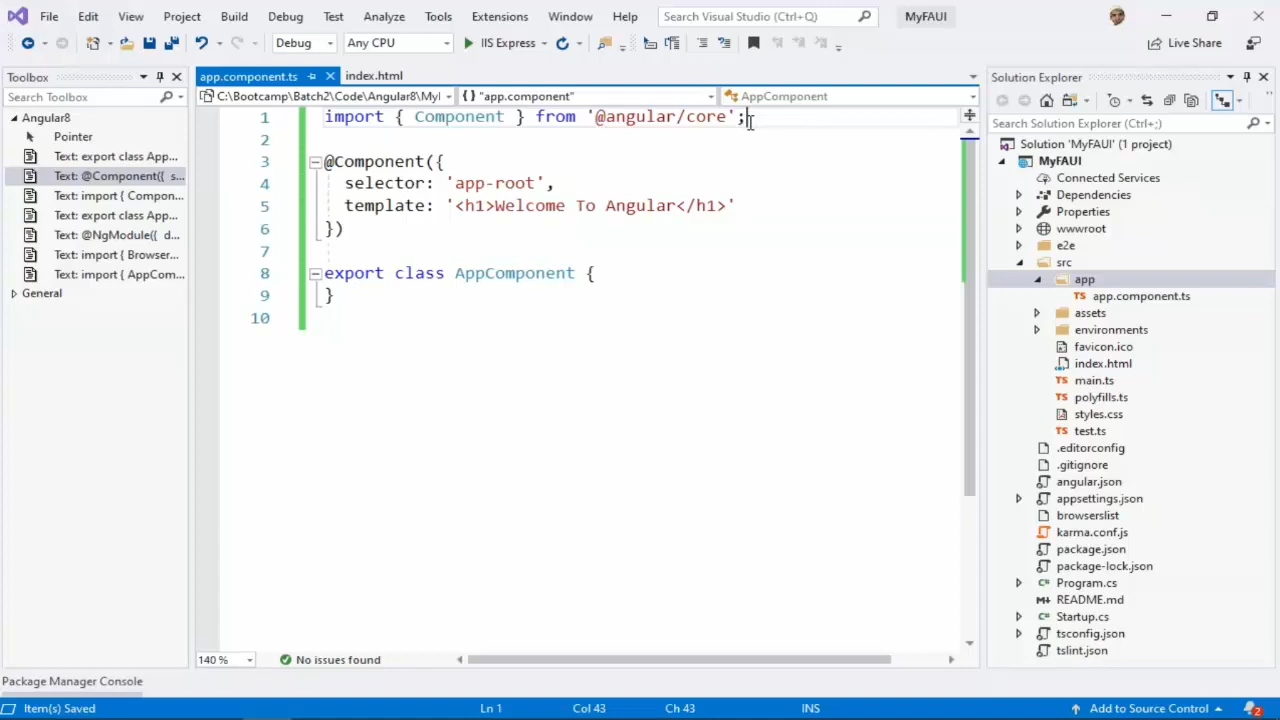 File Edit View Project Build Debug Test Analyze Tools Extensions Window Help Search Visual Studio (Ctrl+Q) MyFAUI
Debug Any CPU IIS Express Live Share
Toolbox
Search Toolbox
Angular8
Pointer
Text: export class App...
Text: @Component({ s...
Text: import { Compon...
Text: export class App...
Text: @NgModule({ d...
Text: import { Browser...
Text: import { AppCom...
General
app.component.ts index.html
C:\Bootcamp\Batch2\Code\Angular8\Myl "app.component" AppComponent
1 import { Component } from '@angular/core';
2
3 @Component({
4 selector: 'app-root',
5 template: '<h1>Welcome To Angular</h1>'
6 })
7
8 export class AppComponent {
9 }
10
140 % No issues found
Solution Explorer
Search Solution Explorer (Ctrl+;)
Solution 'MyFAUI' (1 project)
MyFAUI
Connected Services
Dependencies
Properties
wwwroot
e2e
src
app
TS app.component.ts
assets
environments
favicon.ico
index.html
TS main.ts
TS polyfills.ts
styles.css
TS test.ts
.editorconfig
.gitignore
angular.json
appsettings.json
browserslist
karma.conf.js
package.json
package-lock.json
C# Program.cs
README.md
C# Startup.cs
tsconfig.json
tslint.json
Package Manager Console
Item(s) Saved Ln 1 Col 43 Ch 43 INS Add to Source Control 2